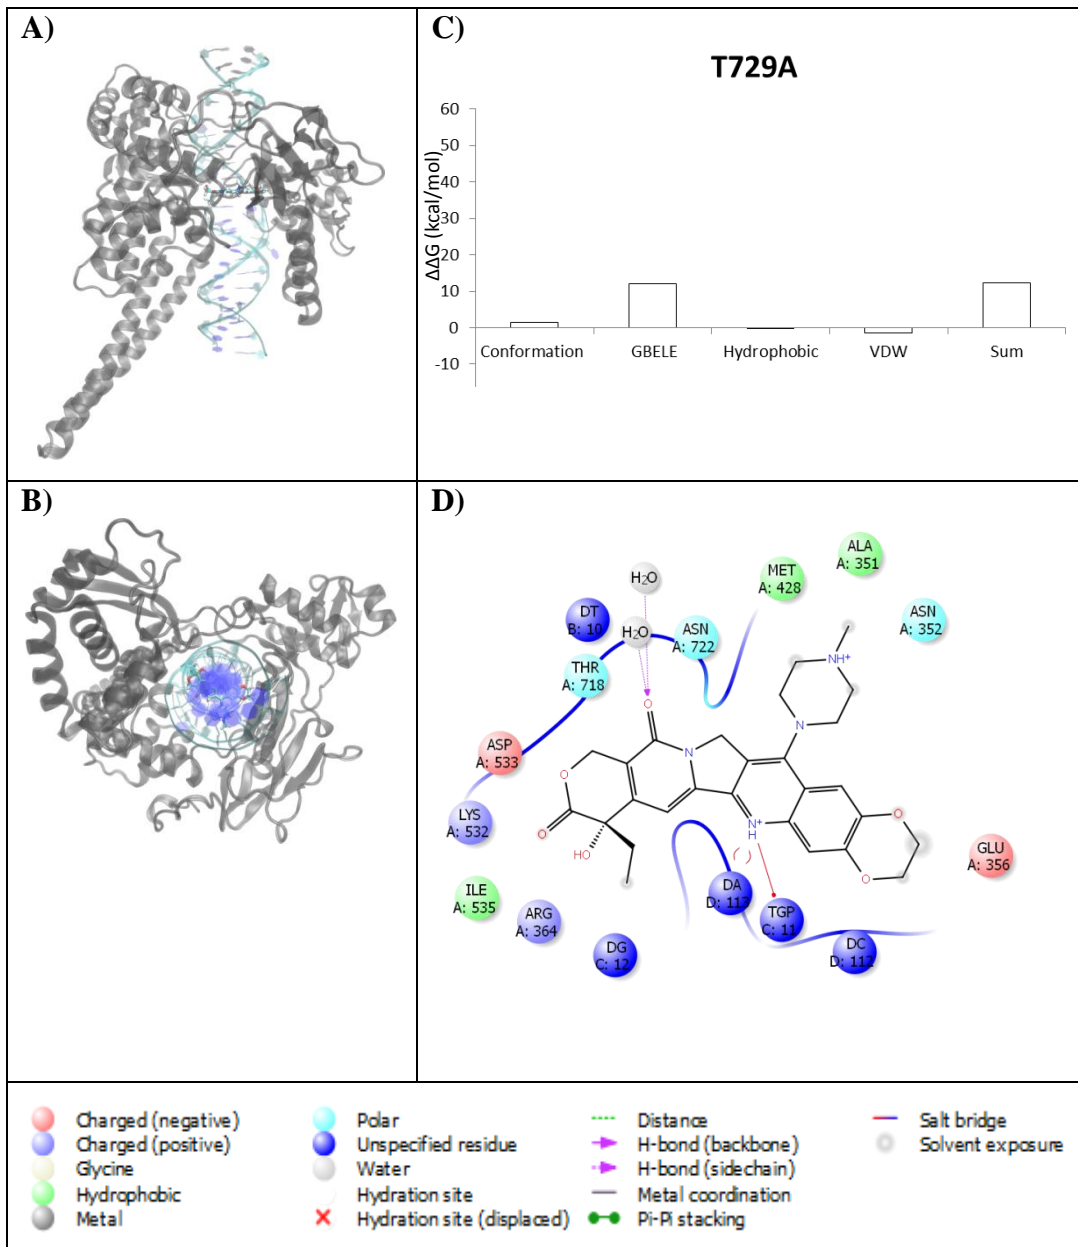 A)
C)
T729A
ΔΔG (kcal/mol)
60
50
40
30
20
10
0
-10
Conformation GBELE Hydrophobic VDW Sum
B)
D)
H₂O
DT
B: 10
H₂O
ASN
A: 722
MET
A: 428
ALA
A: 351
ASN
A: 352
THR
A: 718
ASP
A: 533
LYS
A: 532
ILE
A: 535
ARG
A: 364
DG
C: 12
DA
D: 113
TGP
C: 11
DC
D: 112
GLU
A: 356
NH⁺
N
O
N
O
O
HO
N⁺
H
O
O
Charged (negative)
Charged (positive)
Glycine
Hydrophobic
Metal
Polar
Unspecified residue
Water
Hydration site
Hydration site (displaced)
Distance
H-bond (backbone)
H-bond (sidechain)
Metal coordination
Pi-Pi stacking
Salt bridge
Solvent exposure